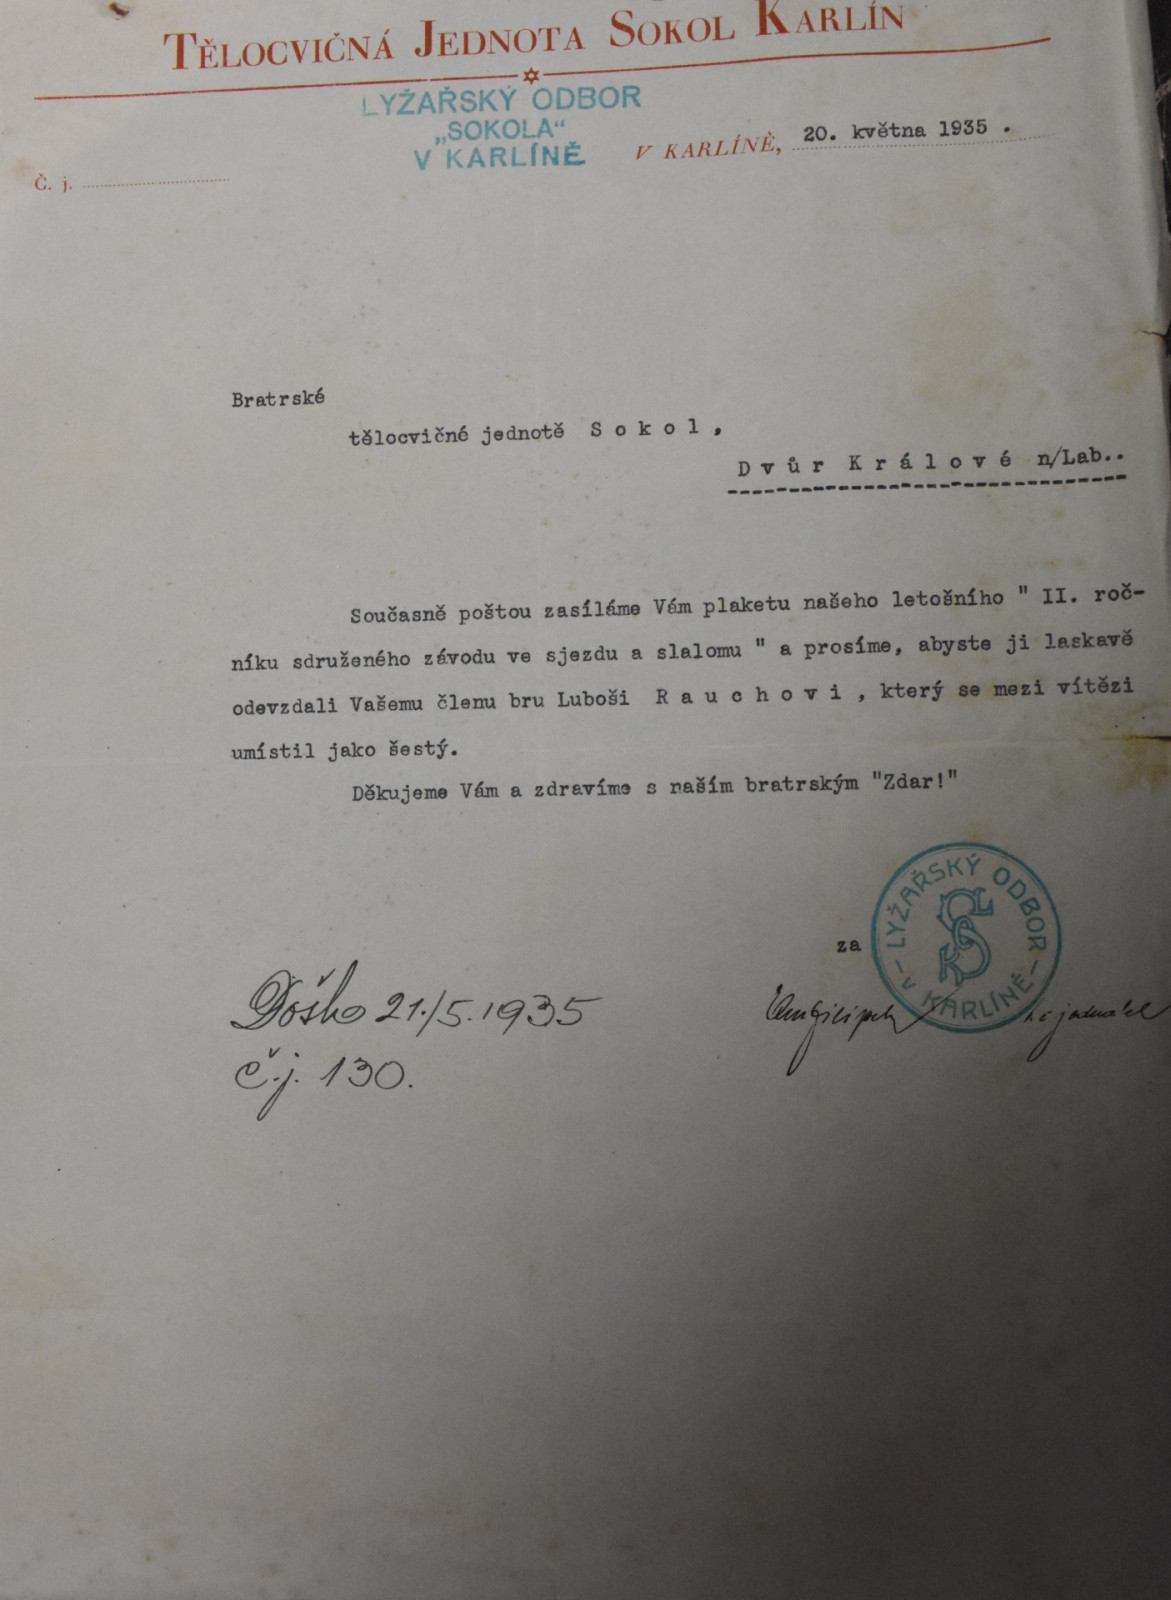 TĚLOCVIČNÁ JEDNOTA SOKOL KARLÍN
LYŽAŘSKÝ ODBOR
„SOKOLA“
V KARLÍNĚ
V KARLÍNĚ, 20. května 1935 .
Č. j.
Bratrské
tělocvičné jednotě S o k o l ,
D v ů r K r á l o v é n/Lab..
Současně poštou zasíláme Vám plaketu našeho letošního " II. roč-
níku sdruženého závodu ve sjezdu a slalomu " a prosíme, abyste ji laskavě
odevzdali Vašemu členu bru Luboši R a u c h o v i , který se mezi vítězi
umístil jako šestý.
Děkujeme Vám a zdravíme s naším bratrským "Zdar!"
za
LYŽAŘSKÝ ODBOR
V KARLÍNĚ
Došlo 21./5.1935
jednatel
č.j. 130.